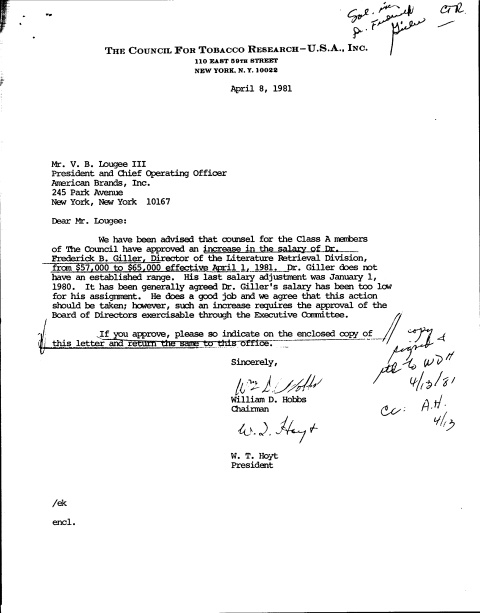 Sal. inc
Dr. Frederick
Giller
CTR
THE COUNCIL FOR TOBACCO RESEARCH-U.S.A., INC.
110 EAST 59TH STREET
NEW YORK, N. Y. 10022
April 8, 1981
Mr. V. B. Lougee III
President and Chief Operating Officer
American Brands, Inc.
245 Park Avenue
New York, New York 10167
Dear Mr. Lougee:
We have been advised that counsel for the Class A members
of The Council have approved an increase in the salary of Dr.
Frederick B. Giller, Director of the Literature Retrieval Division,
from $57,000 to $65,000 effective April 1, 1981. Dr. Giller does not
have an established range. His last salary adjustment was January 1,
1980. It has been generally agreed Dr. Giller's salary has been too low
for his assignment. He does a good job and we agree that this action
should be taken; however, such an increase requires the approval of the
Board of Directors exercisable through the Executive Committee.
If you approve, please so indicate on the enclosed copy of
this letter and return the same to this office.
copy
signed &
to WDH
4/13/81
cc: A.H.
4/13
Sincerely,
Wm D. Hobbs
William D. Hobbs
Chairman
W. T. Hoyt
W. T. Hoyt
President
/ek
encl.